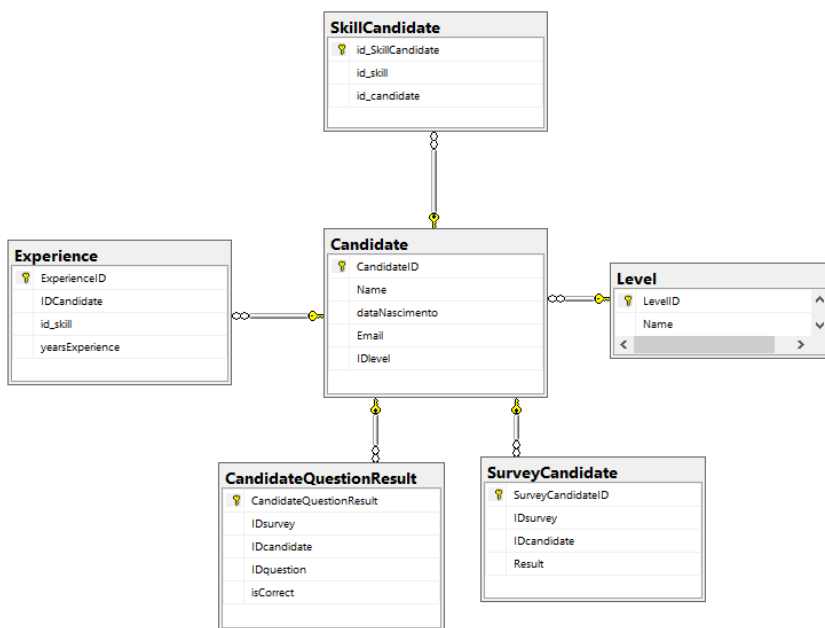 SkillCandidate
id_SkillCandidate
id_skill
id_candidate
Experience
ExperienceID
IDCandidate
id_skill
yearsExperience
Candidate
CandidateID
Name
dataNascimento
Email
IDlevel
Level
LevelID
Name
CandidateQuestionResult
CandidateQuestionResult
IDsurvey
IDcandidate
IDquestion
isCorrect
SurveyCandidate
SurveyCandidateID
IDsurvey
IDcandidate
Result